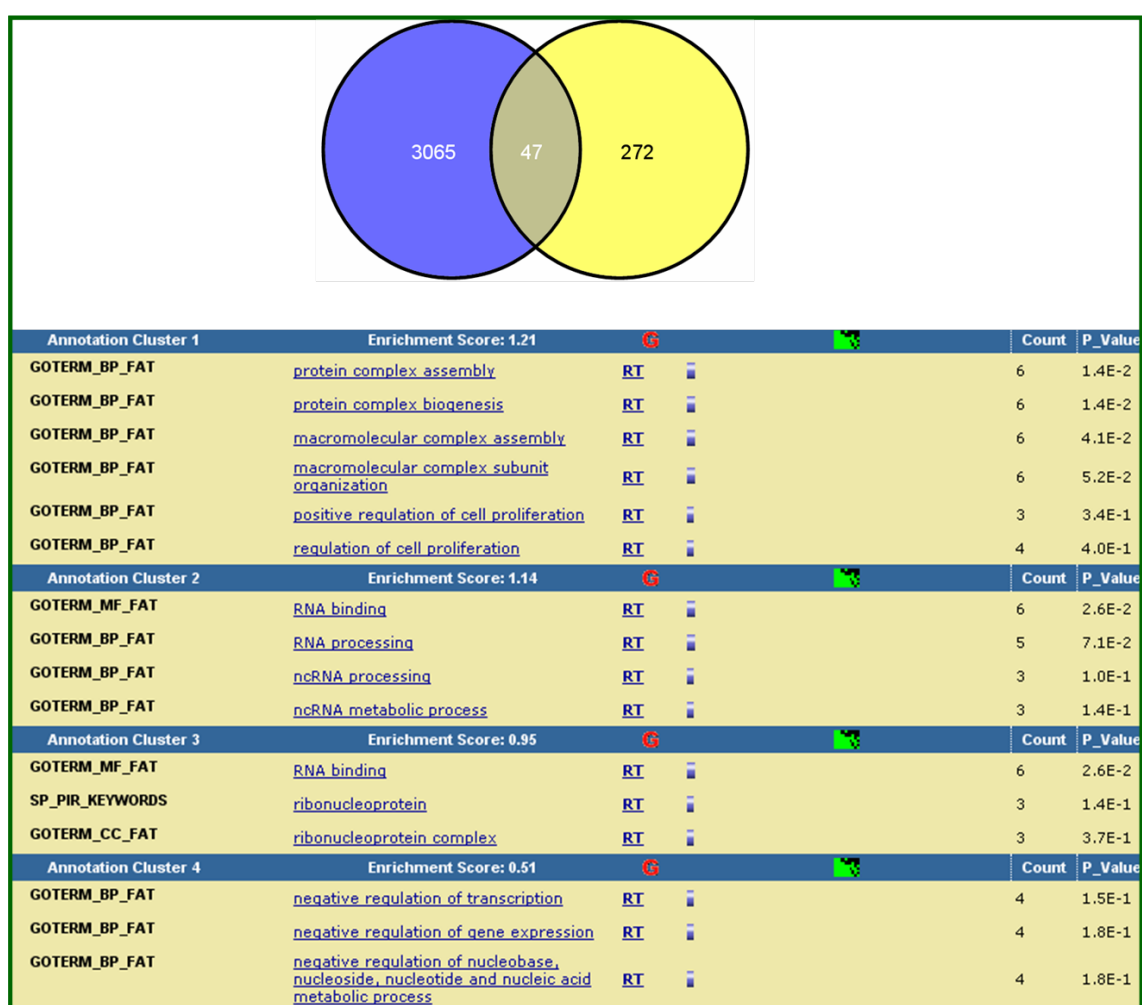 3065 47 272
Annotation Cluster 1 Enrichment Score: 1.21 G Count P_Value
GOTERM_BP_FAT protein complex assembly RT 6 1.4E-2
GOTERM_BP_FAT protein complex biogenesis RT 6 1.4E-2
GOTERM_BP_FAT macromolecular complex assembly RT 6 4.1E-2
GOTERM_BP_FAT macromolecular complex subunit
organization RT 6 5.2E-2
GOTERM_BP_FAT positive regulation of cell proliferation RT 3 3.4E-1
GOTERM_BP_FAT regulation of cell proliferation RT 4 4.0E-1
Annotation Cluster 2 Enrichment Score: 1.14 G Count P_Value
GOTERM_MF_FAT RNA binding RT 6 2.6E-2
GOTERM_BP_FAT RNA processing RT 5 7.1E-2
GOTERM_BP_FAT ncRNA processing RT 3 1.0E-1
GOTERM_BP_FAT ncRNA metabolic process RT 3 1.4E-1
Annotation Cluster 3 Enrichment Score: 0.95 G Count P_Value
GOTERM_MF_FAT RNA binding RT 6 2.6E-2
SP_PIR_KEYWORDS ribonucleoprotein RT 3 1.4E-1
GOTERM_CC_FAT ribonucleoprotein complex RT 3 3.7E-1
Annotation Cluster 4 Enrichment Score: 0.51 G Count P_Value
GOTERM_BP_FAT negative regulation of transcription RT 4 1.5E-1
GOTERM_BP_FAT negative regulation of gene expression RT 4 1.8E-1
GOTERM_BP_FAT negative regulation of nucleobase,
nucleoside, nucleotide and nucleic acid RT 4 1.8E-1
metabolic process